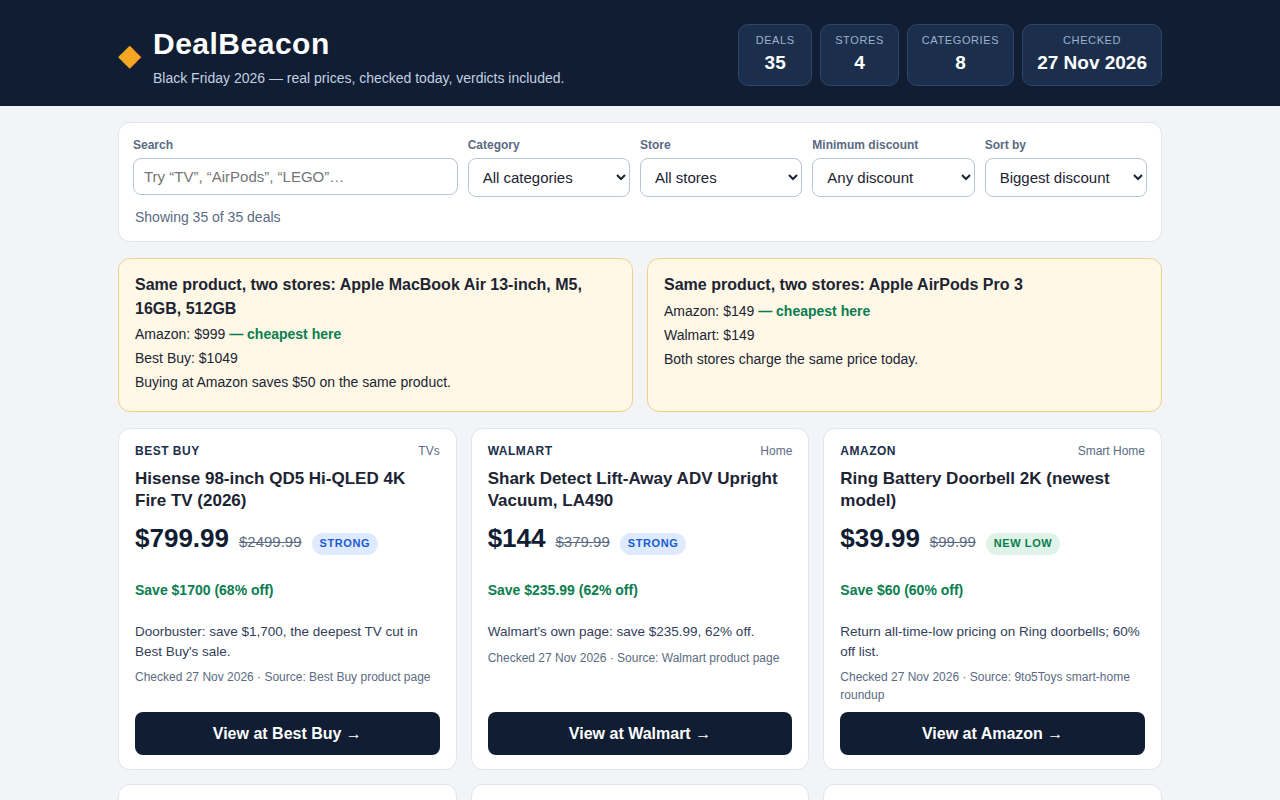 DealBeacon
Black Friday 2026 — real prices, checked today, verdicts included.
DEALS
35
STORES
4
CATEGORIES
8
CHECKED
27 Nov 2026
Search
Category
Store
Minimum discount
Sort by
Try “TV”, “AirPods”, “LEGO”…
All categories
All stores
Any discount
Biggest discount
Showing 35 of 35 deals
Same product, two stores: Apple MacBook Air 13-inch, M5,
16GB, 512GB
Amazon: $999 — cheapest here
Best Buy: $1049
Buying at Amazon saves $50 on the same product.
Same product, two stores: Apple AirPods Pro 3
Amazon: $149 — cheapest here
Walmart: $149
Both stores charge the same price today.
BEST BUY
TVs
Hisense 98-inch QD5 Hi-QLED 4K
Fire TV (2026)
$799.99 $2499.99 STRONG
Save $1700 (68% off)
Doorbuster: save $1,700, the deepest TV cut in
Best Buy's sale.
Checked 27 Nov 2026 · Source: Best Buy product page
View at Best Buy →
WALMART
Home
Shark Detect Lift-Away ADV Upright
Vacuum, LA490
$144 $379.99 STRONG
Save $235.99 (62% off)
Walmart's own page: save $235.99, 62% off.
Checked 27 Nov 2026 · Source: Walmart product page
View at Walmart →
AMAZON
Smart Home
Ring Battery Doorbell 2K (newest
model)
$39.99 $99.99 NEW LOW
Save $60 (60% off)
Return all-time-low pricing on Ring doorbells; 60%
off list.
Checked 27 Nov 2026 · Source: 9to5Toys smart-home
roundup
View at Amazon →